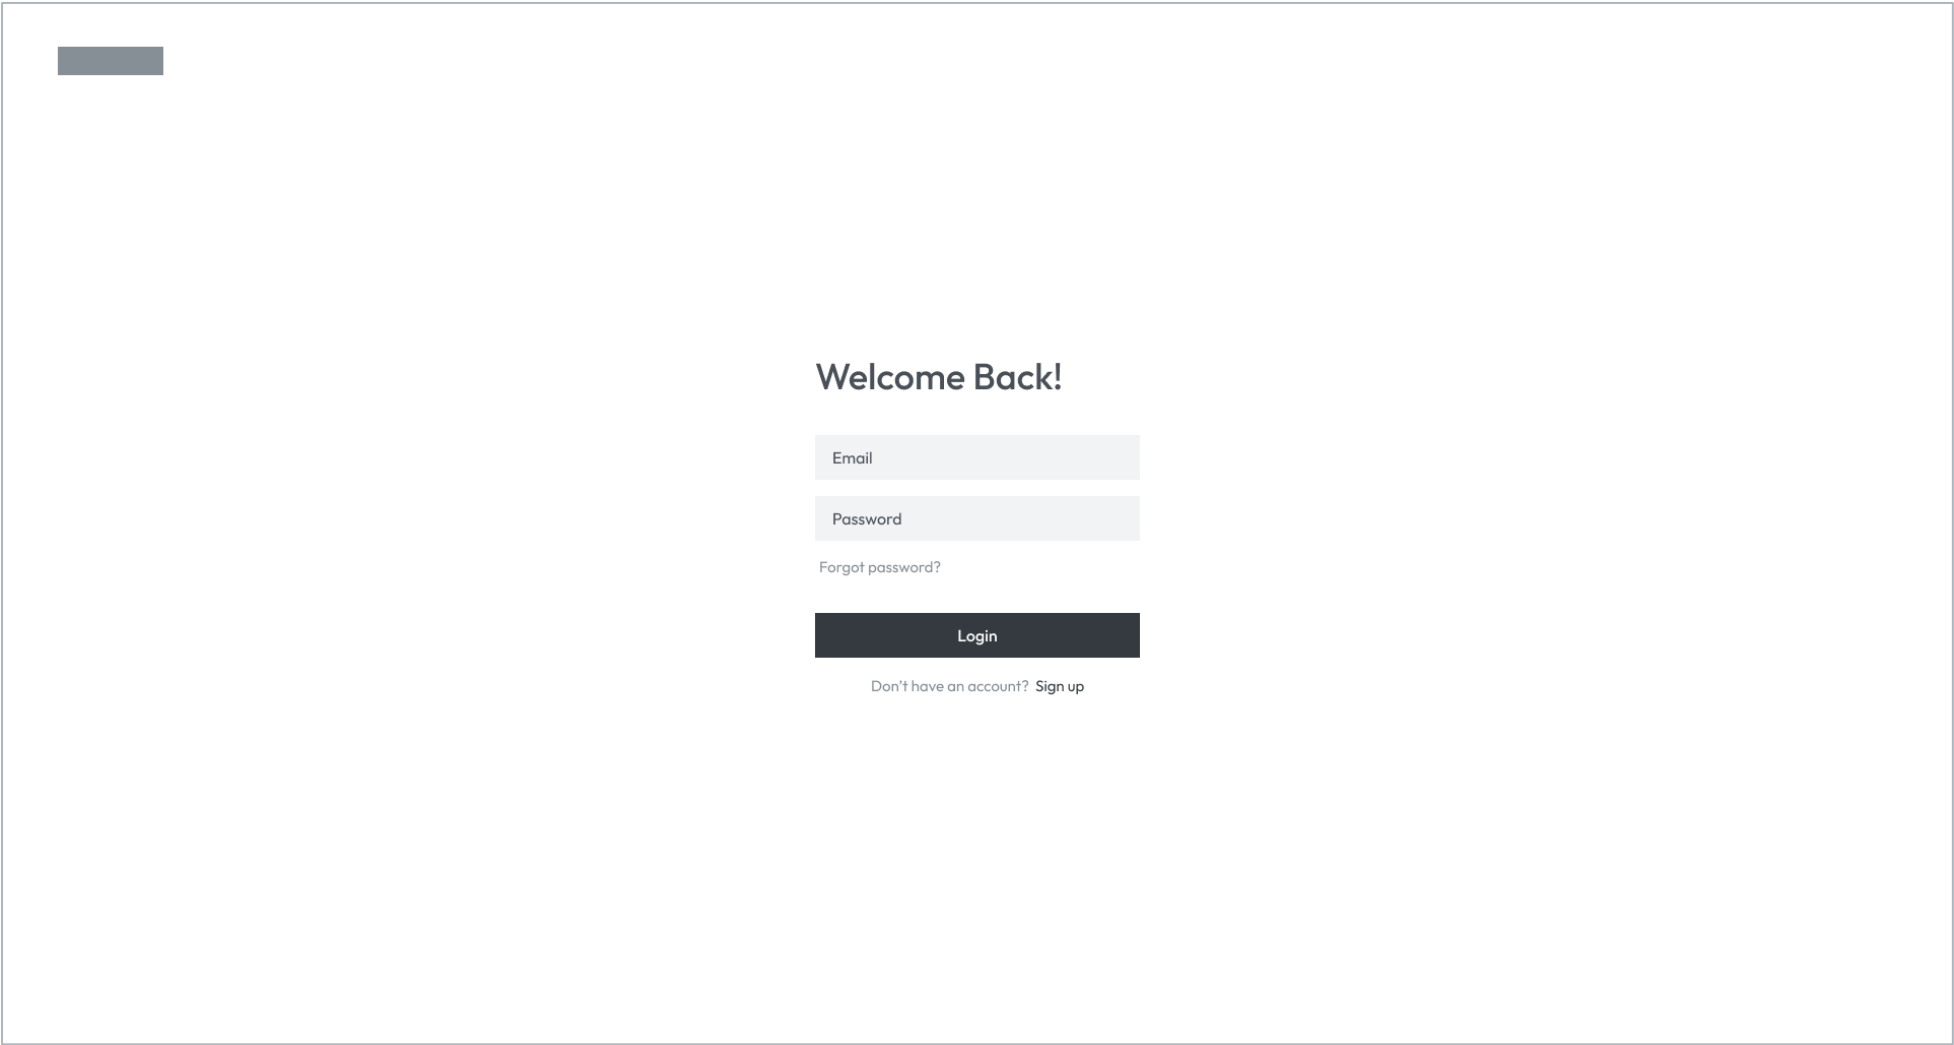 Welcome Back!
Email
Password
Forgot password?
Login
Don't have an account? Sign up